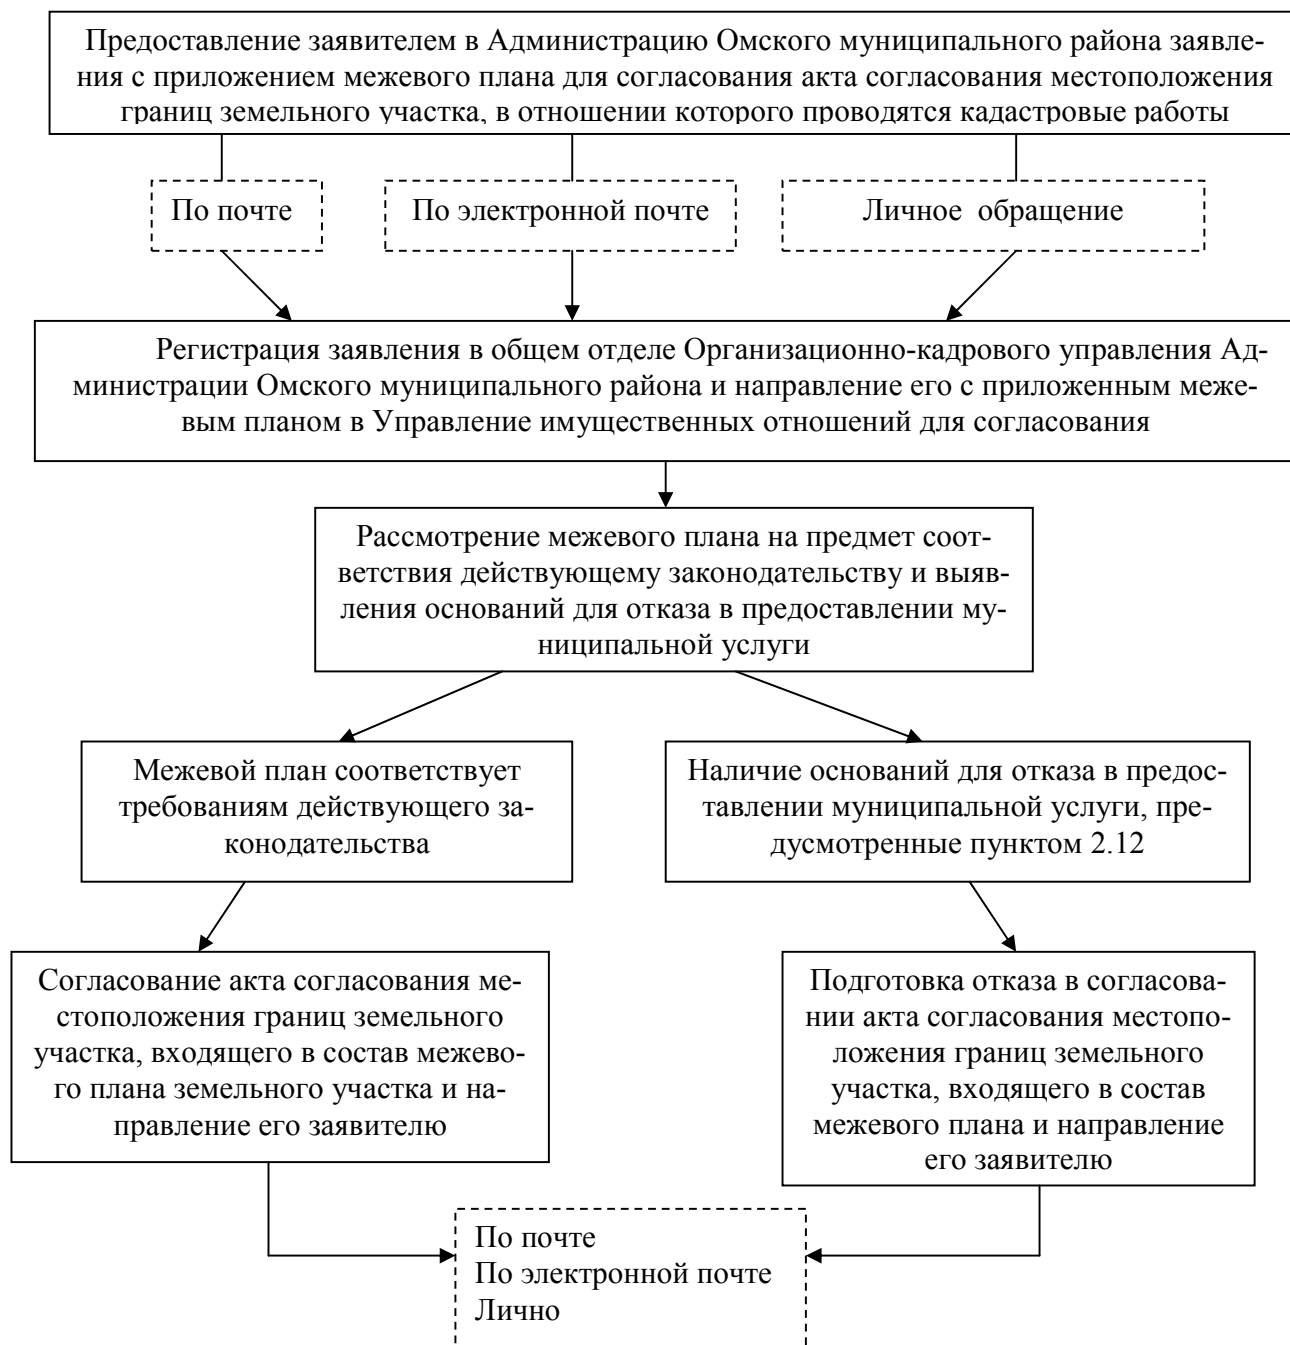 Предоставление заявителем в Администрацию Омского муниципального района заявле-
ния с приложением межевого плана для согласования акта согласования местоположения
границ земельного участка, в отношении которого проводятся кадастровые работы
По почте
По электронной почте
Личное обращение
Регистрация заявления в общем отделе Организационно-кадрового управления Ад-
министрации Омского муниципального района и направление его с приложенным меже-
вым планом в Управление имущественных отношений для согласования
Рассмотрение межевого плана на предмет соот-
ветствия действующему законодательству и выяв-
ления оснований для отказа в предоставлении му-
ниципальной услуги
Межевой план соответствует
требованиям действующего за-
конодательства
Наличие оснований для отказа в предос-
тавлении муниципальной услуги, пре-
дусмотренные пунктом 2.12
Согласование акта согласования ме-
стоположения границ земельного
участка, входящего в состав межево-
го плана земельного участка и на-
правление его заявителю
Подготовка отказа в согласова-
нии акта согласования местопо-
ложения границ земельного
участка, входящего в состав
межевого плана и направление
его заявителю
По почте
По электронной почте
Лично